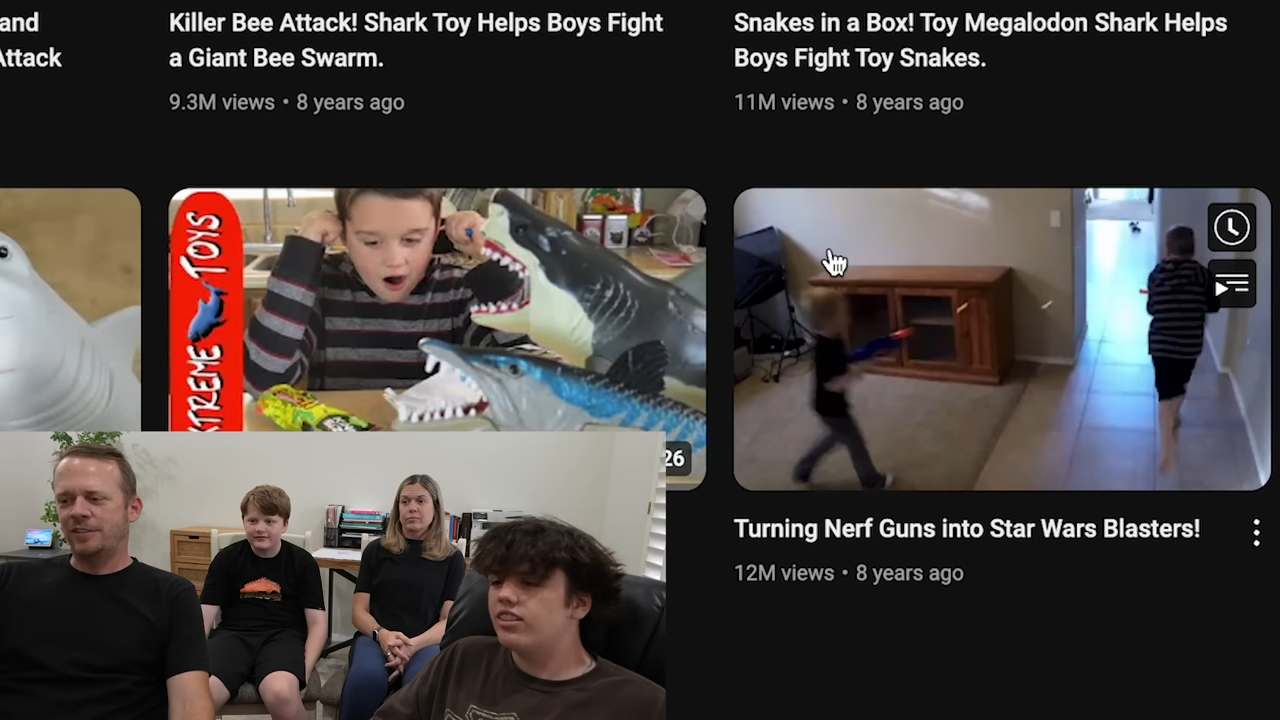 and
Attack
Killer Bee Attack! Shark Toy Helps Boys Fight
a Giant Bee Swarm.
9.3M views • 8 years ago
Snakes in a Box! Toy Megalodon Shark Helps
Boys Fight Toy Snakes.
11M views • 8 years ago
XTREME TOYS
26
Turning Nerf Guns into Star Wars Blasters!
12M views • 8 years ago